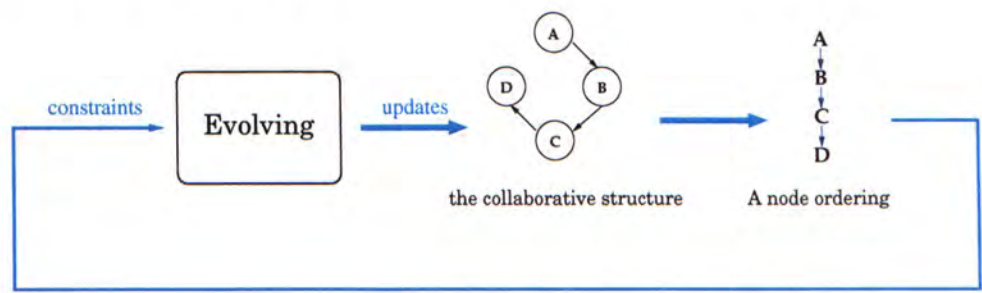 constraints
Evolving
updates
A
B
C
D
the collaborative structure
A
B
C
D
A node ordering